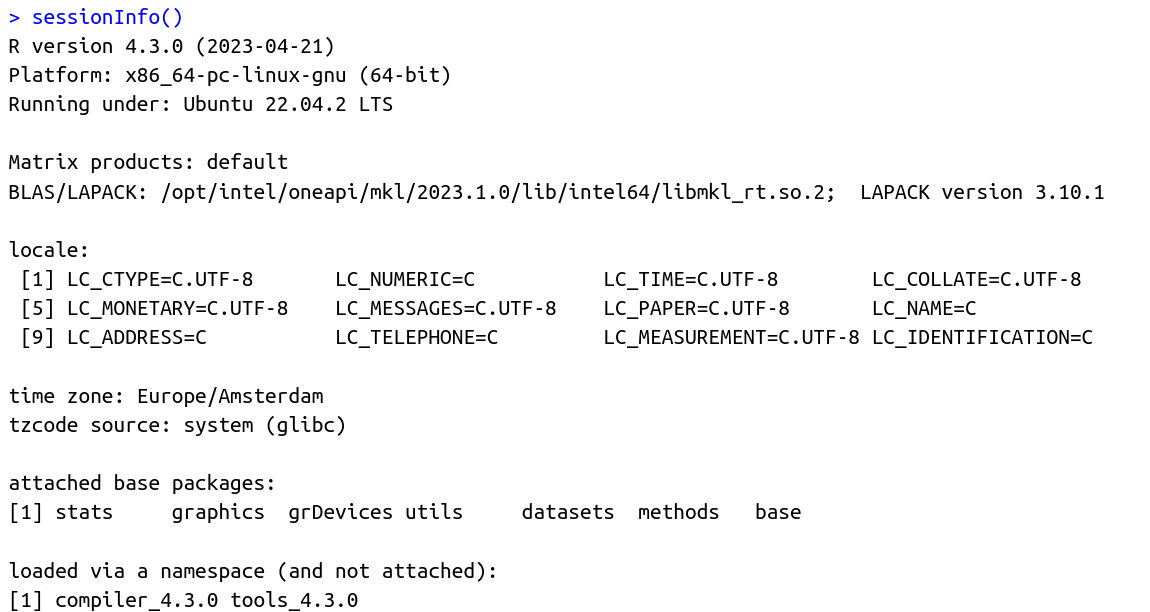 > sessionInfo()
R version 4.3.0 (2023-04-21)
Platform: x86_64-pc-linux-gnu (64-bit)
Running under: Ubuntu 22.04.2 LTS

Matrix products: default
BLAS/LAPACK: /opt/intel/oneapi/mkl/2023.1.0/lib/intel64/libmkl_rt.so.2;  LAPACK version 3.10.1

locale:
 [1] LC_CTYPE=C.UTF-8       LC_NUMERIC=C           LC_TIME=C.UTF-8        LC_COLLATE=C.UTF-8
 [5] LC_MONETARY=C.UTF-8    LC_MESSAGES=C.UTF-8    LC_PAPER=C.UTF-8       LC_NAME=C
 [9] LC_ADDRESS=C           LC_TELEPHONE=C         LC_MEASUREMENT=C.UTF-8 LC_IDENTIFICATION=C

time zone: Europe/Amsterdam
tzcode source: system (glibc)

attached base packages:
[1] stats     graphics  grDevices utils     datasets  methods   base

loaded via a namespace (and not attached):
[1] compiler_4.3.0 tools_4.3.0